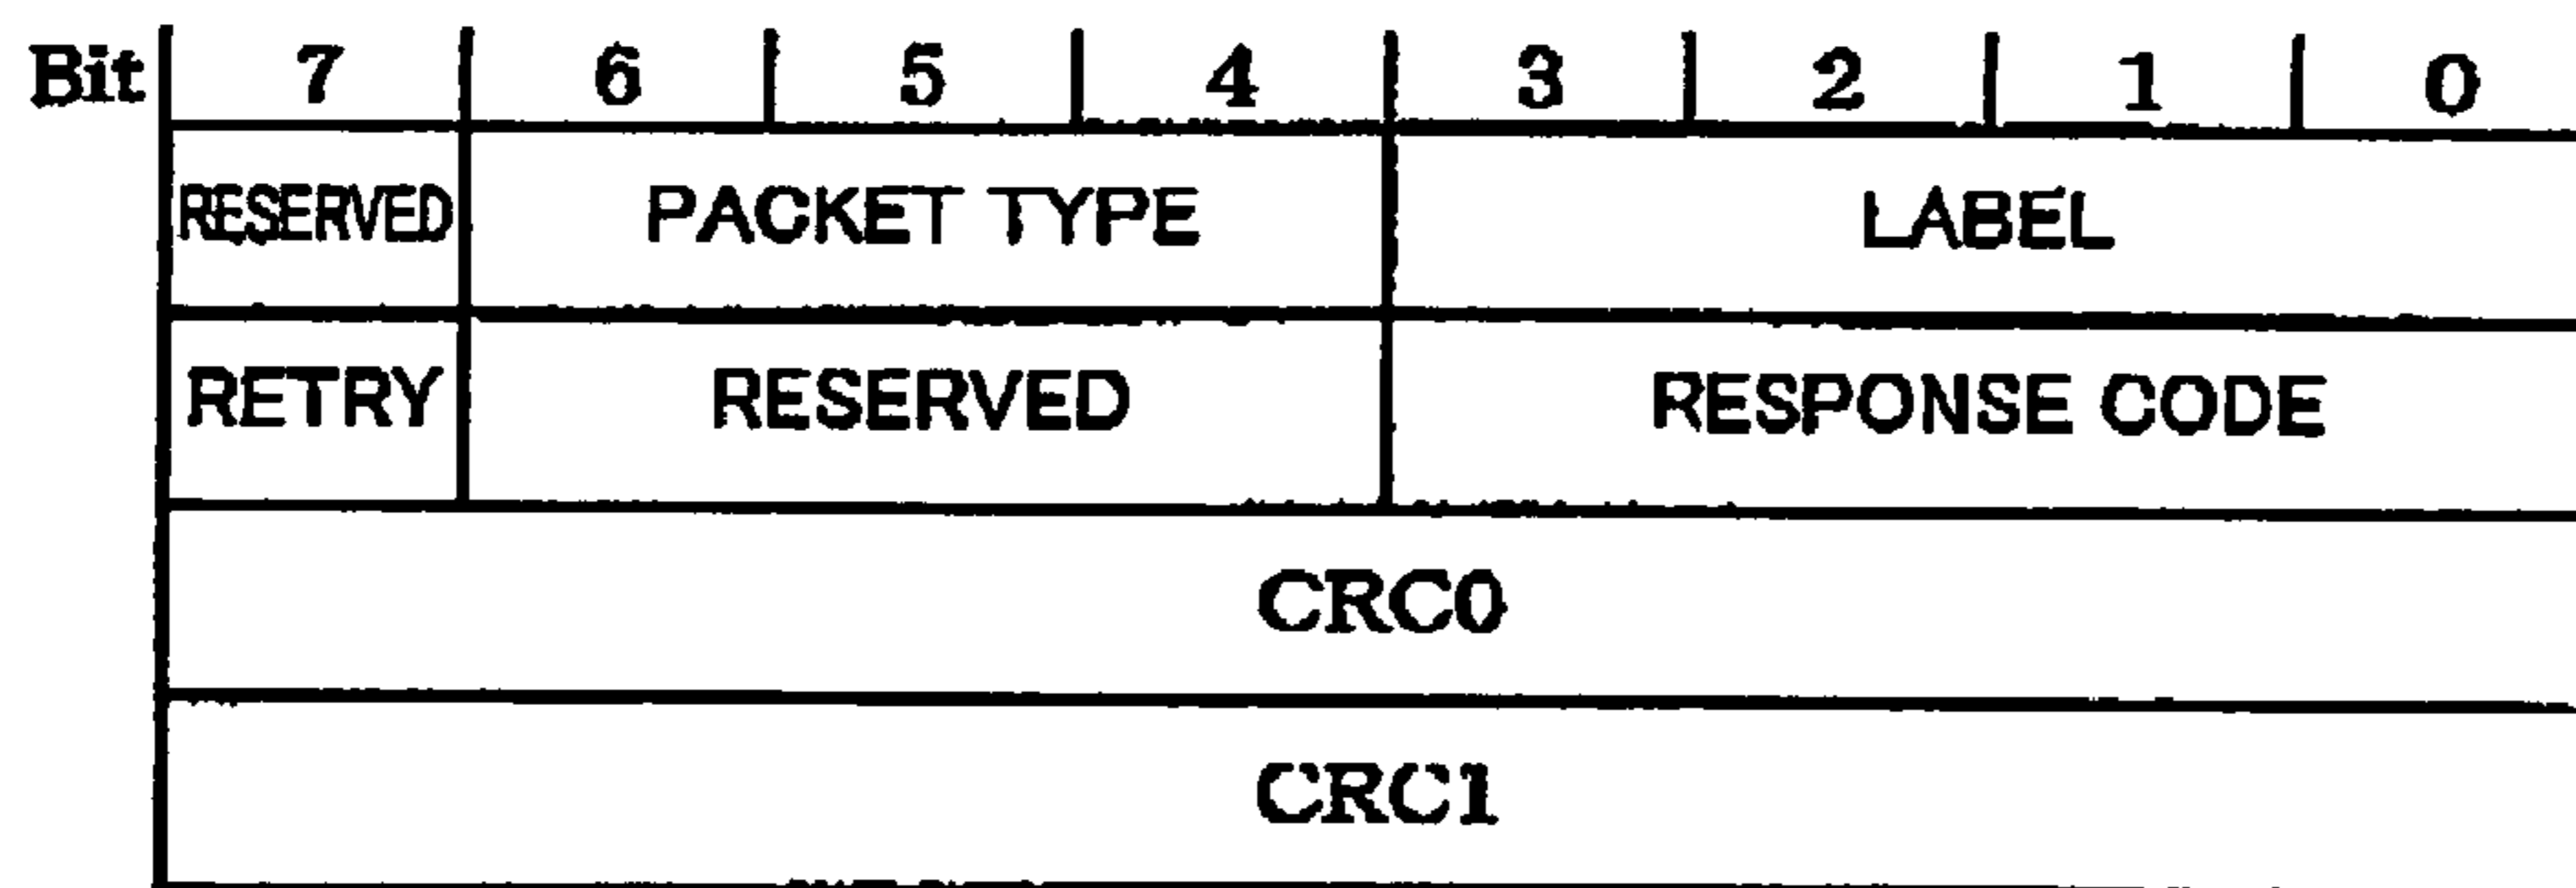 Bit 7 6 5 4 3 2 1 0
RESERVED PACKET TYPE LABEL
RETRY RESERVED RESPONSE CODE
CRC0
CRC1